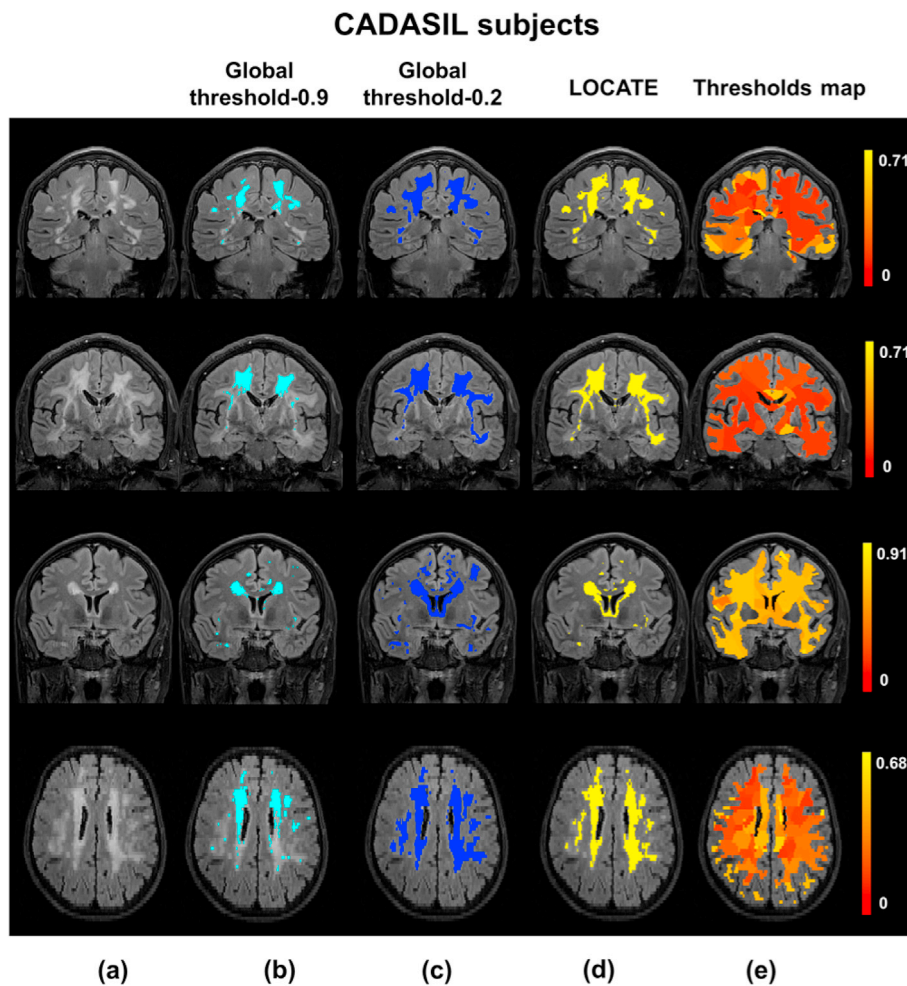 CADASIL subjects
Global threshold-0.9
Global threshold-0.2
LOCATE
Thresholds map
0.71
0
0.71
0
0.91
0
0.68
0
(a) (b) (c) (d) (e)